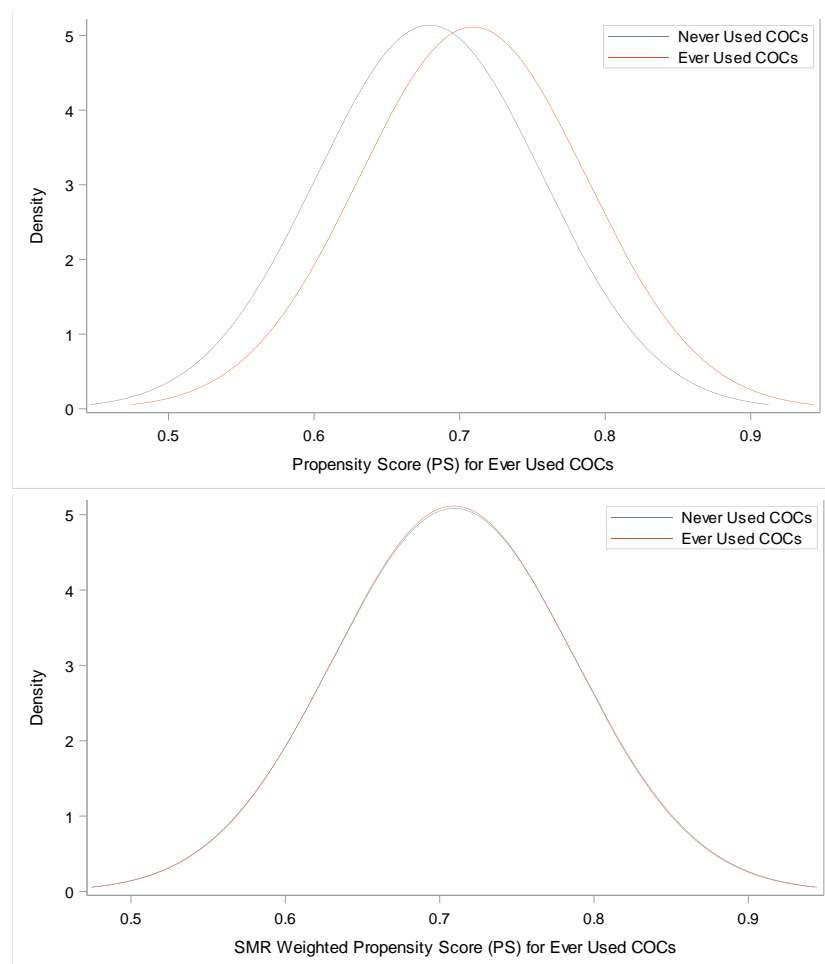 Never Used COCs
Ever Used COCs
5
4
3
2
1
0
Density
0.5 0.6 0.7 0.8 0.9
Propensity Score (PS) for Ever Used COCs
Never Used COCs
Ever Used COCs
5
4
3
2
1
0
Density
0.5 0.6 0.7 0.8 0.9
SMR Weighted Propensity Score (PS) for Ever Used COCs